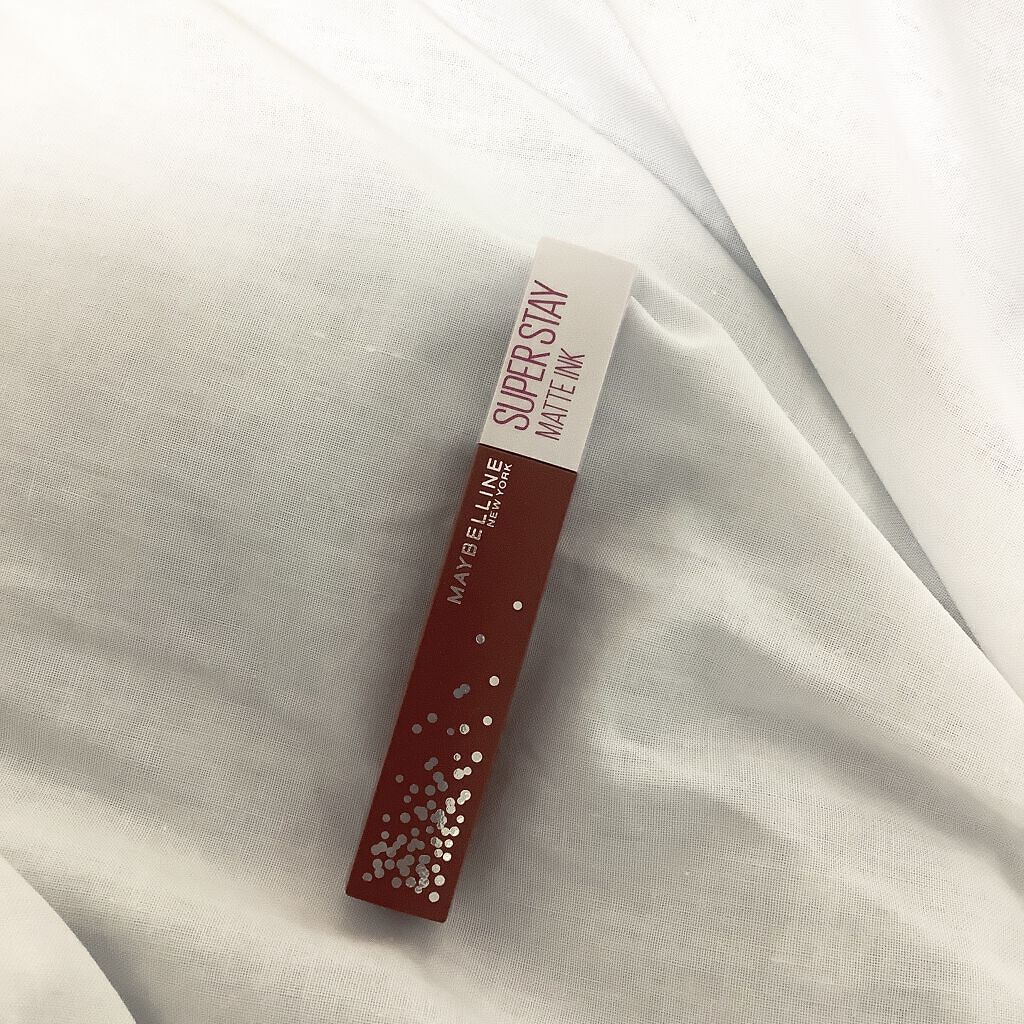 SUPER STAY
MATTE INK
MAYBELLINE
NEW YORK